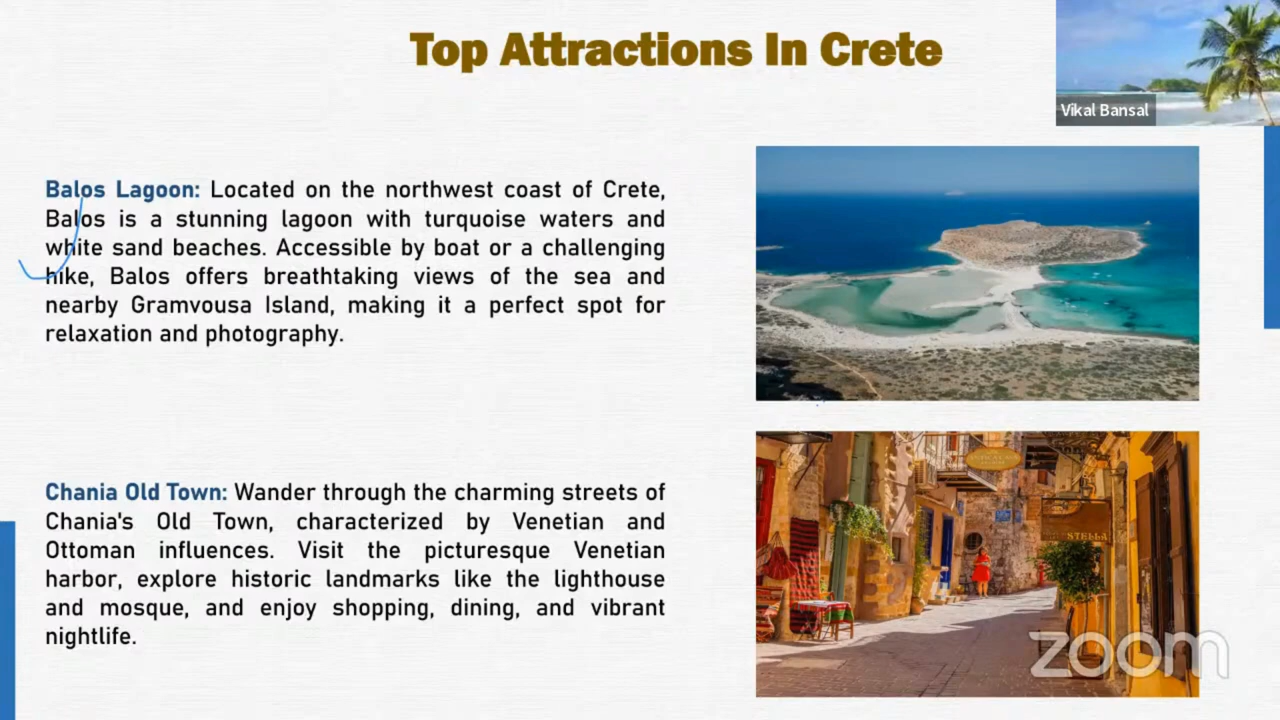 Top Attractions In Crete
Vikal Bansal
Balos Lagoon: Located on the northwest coast of Crete,
Balos is a stunning lagoon with turquoise waters and
white sand beaches. Accessible by boat or a challenging
hike, Balos offers breathtaking views of the sea and
nearby Gramvousa Island, making it a perfect spot for
relaxation and photography.
Chania Old Town: Wander through the charming streets of
Chania's Old Town, characterized by Venetian and
Ottoman influences. Visit the picturesque Venetian
harbor, explore historic landmarks like the lighthouse
and mosque, and enjoy shopping, dining, and vibrant
nightlife.
STELLA
zoom